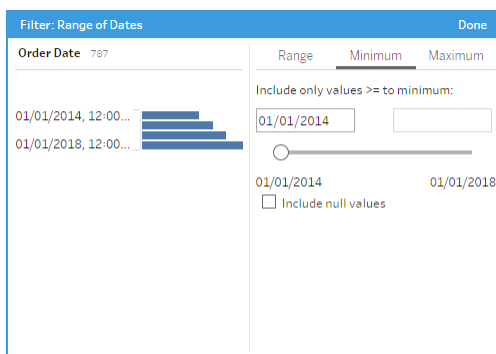 Filter: Range of Dates Done
Order Date 787
01/01/2014, 12:00...
01/01/2018, 12:00...
Range Minimum Maximum
Include only values >= to minimum:
01/01/2014
01/01/2014 01/01/2018
Include null values